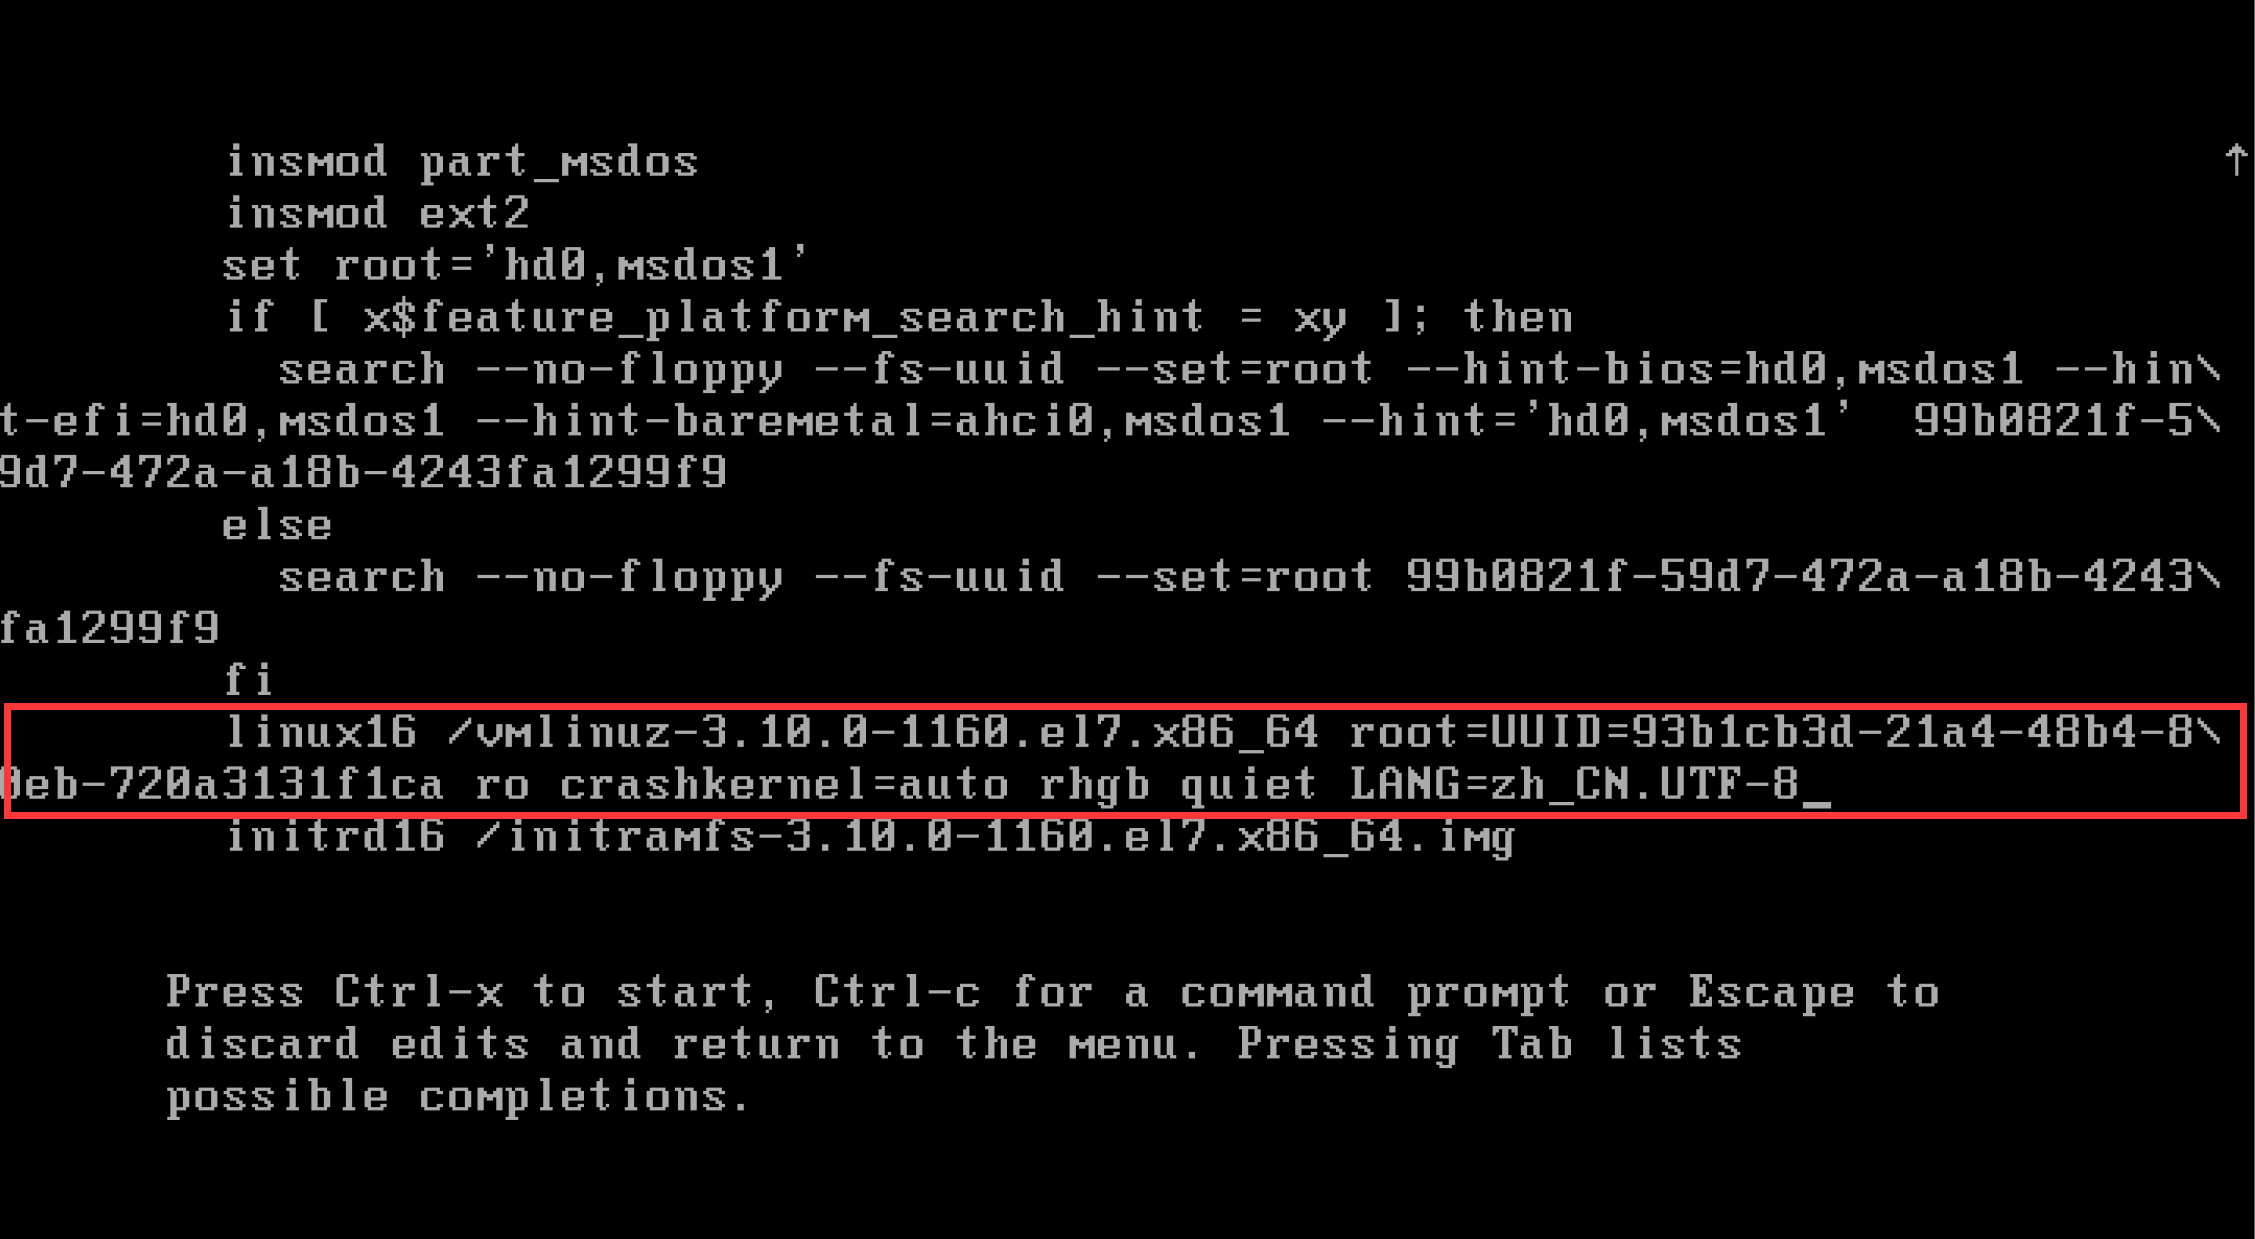 insmod part_msdos
↑
insmod ext2
set root='hd0,msdos1'
if [ x$feature_platform_search_hint = xy ]; then
search --no-floppy --fs-uuid --set=root --hint-bios=hd0,msdos1 --hin\
t-efi=hd0,msdos1 --hint-baremetal=ahci0,msdos1 --hint='hd0,msdos1'  99b0821f-5\
9d7-472a-a18b-4243fa1299f9
else
search --no-floppy --fs-uuid --set=root 99b0821f-59d7-472a-a18b-4243\
fa1299f9
fi
linux16 /vmlinuz-3.10.0-1160.el7.x86_64 root=UUID=93b1cb3d-21a4-48b4-8\
0eb-720a3131f1ca ro crashkernel=auto rhgb quiet LANG=zh_CN.UTF-8_
initrd16 /initramfs-3.10.0-1160.el7.x86_64.img
Press Ctrl-x to start, Ctrl-c for a command prompt or Escape to
discard edits and return to the menu. Pressing Tab lists
possible completions.